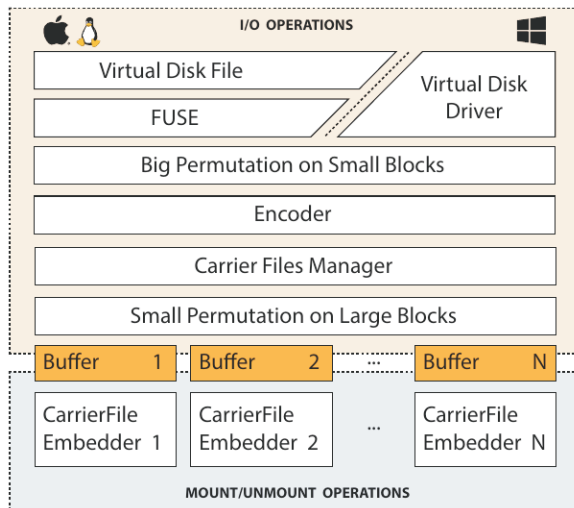 I/O OPERATIONS
Virtual Disk File
FUSE
Virtual Disk
Driver
Big Permutation on Small Blocks
Encoder
Carrier Files Manager
Small Permutation on Large Blocks
Buffer 1
Buffer 2
...
Buffer N
CarrierFile
Embedder 1
CarrierFile
Embedder 2
...
CarrierFile
Embedder N
MOUNT/UNMOUNT OPERATIONS